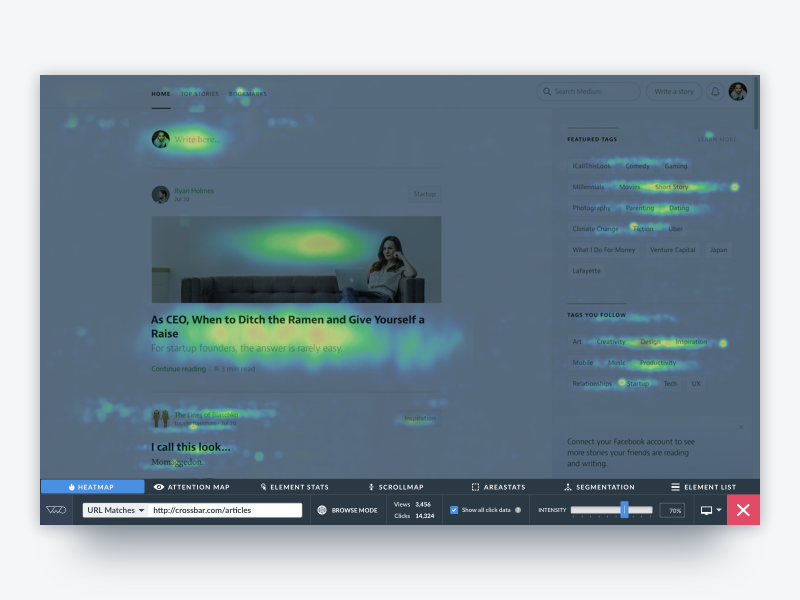 HOME TOP STORIES BOOKMARKS
Search Medium
Write a story
Write here...
FEATURED TAGS LEARN MORE
ICallThisLook Comedy Gaming
Millennials Movies Short Story
Photography Parenting Dating
Climate Change Fiction Uber
What I Do For Money Venture Capital Japan
Lafayette
Ryan Hohnes
Jul 20
Startup
As CEO, When to Ditch the Ramen and Give Yourself a
Raise
For startup founders, the answer is rarely easy.
Continue reading · 8.3 min read
TAGS YOU FOLLOW
Art Creativity Design Inspiration
Mobile Music Productivity
Relationships Startup Tech UX
Jul 20
Inspiration
I call this look...
Momaggedon.
Connect your Facebook account to see
more stories your friends are reading
and writing.
HEATMAP ATTENTION MAP ELEMENT STATS SCROLLMAP AREASTATS SEGMENTATION ELEMENT LIST
VWO
URL Matches http://crossbar.com/articles
BROWSE MODE
Views 3,456
Clicks 14,324
Show all click data
INTENSITY 70%